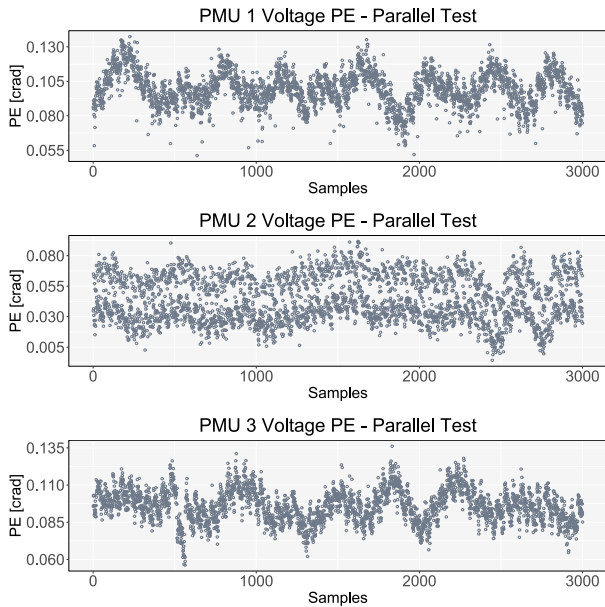 PMU 1 Voltage PE - Parallel Test
PE [crad]
0.130
0.105
0.080
0.055
0 1000 2000 3000
Samples
PMU 2 Voltage PE - Parallel Test
PE [crad]
0.080
0.055
0.030
0.005
0 1000 2000 3000
Samples
PMU 3 Voltage PE - Parallel Test
PE [crad]
0.135
0.110
0.085
0.060
0 1000 2000 3000
Samples